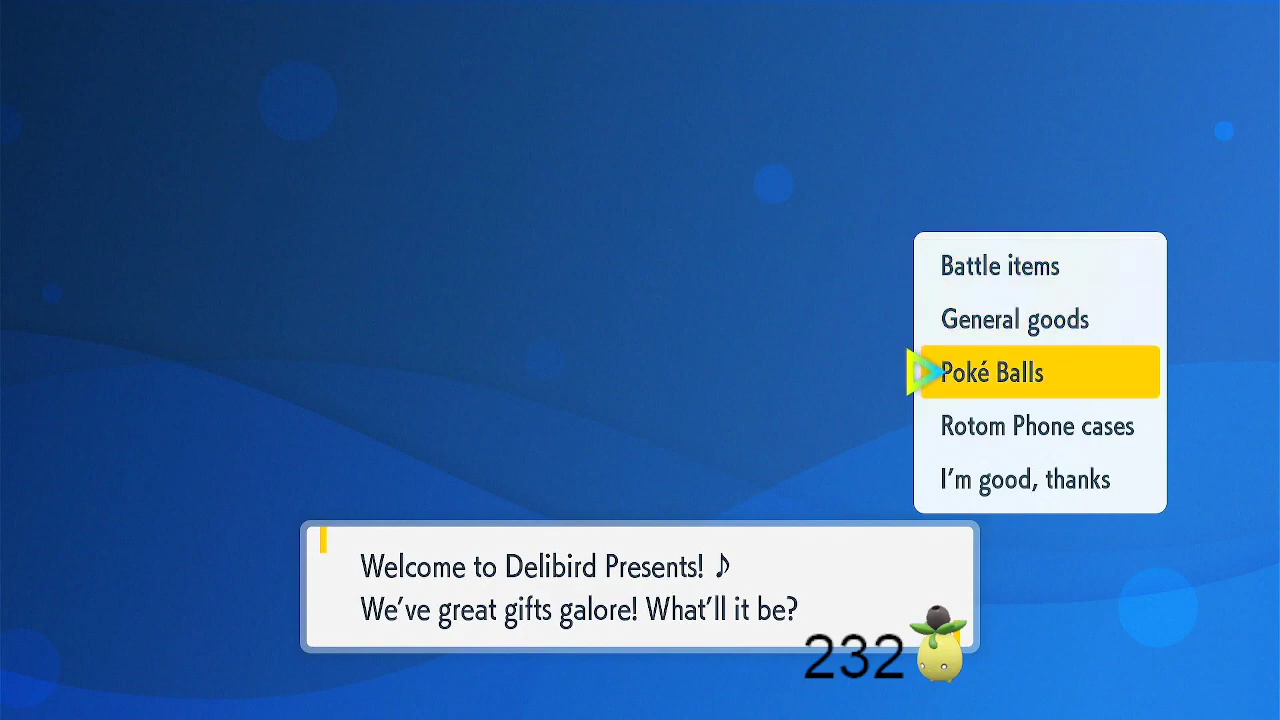 Battle items
General goods
Poké Balls
Rotom Phone cases
I'm good, thanks
Welcome to Delibird Presents! ♪
We've great gifts galore! What'll it be?
232